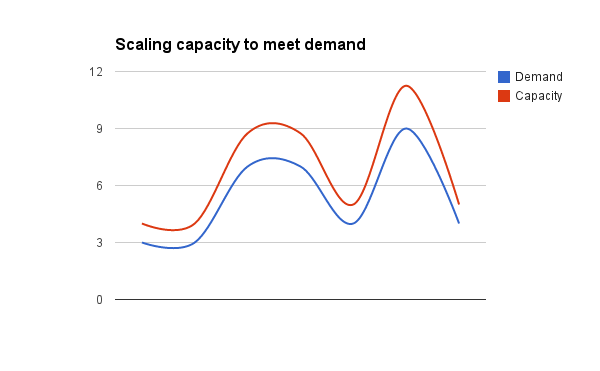 Scaling capacity to meet demand
12
9
6
3
0
Demand
Capacity